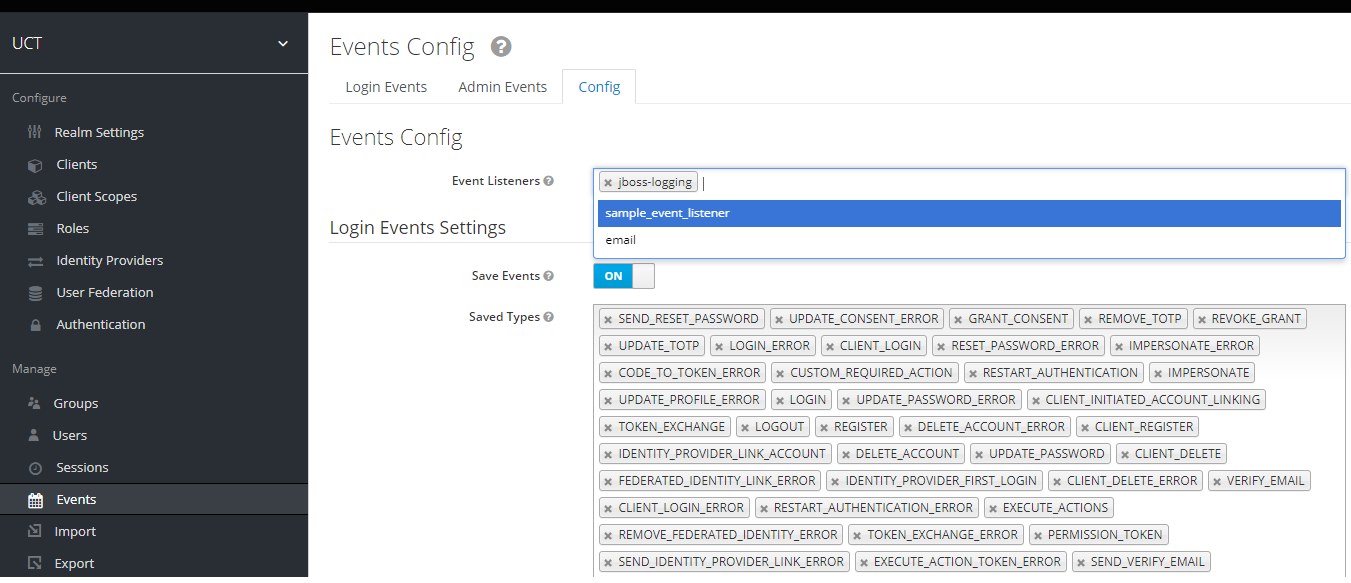 UCT
Configure
Realm Settings
Clients
Client Scopes
Roles
Identity Providers
User Federation
Authentication
Manage
Groups
Users
Sessions
Events
Import
Export
Events Config ?
Login Events Admin Events Config
Events Config
Event Listeners ? × jboss-logging
sample_event_listener
email
Login Events Settings
Save Events ? ON
Saved Types ? × SEND_RESET_PASSWORD × UPDATE_CONSENT_ERROR × GRANT_CONSENT × REMOVE_TOTP × REVOKE_GRANT
× UPDATE_TOTP × LOGIN_ERROR × CLIENT_LOGIN × RESET_PASSWORD_ERROR × IMPERSONATE_ERROR
× CODE_TO_TOKEN_ERROR × CUSTOM_REQUIRED_ACTION × RESTART_AUTHENTICATION × IMPERSONATE
× UPDATE_PROFILE_ERROR × LOGIN × UPDATE_PASSWORD_ERROR × CLIENT_INITIATED_ACCOUNT_LINKING
× TOKEN_EXCHANGE × LOGOUT × REGISTER × DELETE_ACCOUNT_ERROR × CLIENT_REGISTER
× IDENTITY_PROVIDER_LINK_ACCOUNT × DELETE_ACCOUNT × UPDATE_PASSWORD × CLIENT_DELETE
× FEDERATED_IDENTITY_LINK_ERROR × IDENTITY_PROVIDER_FIRST_LOGIN × CLIENT_DELETE_ERROR × VERIFY_EMAIL
× CLIENT_LOGIN_ERROR × RESTART_AUTHENTICATION_ERROR × EXECUTE_ACTIONS
× REMOVE_FEDERATED_IDENTITY_ERROR × TOKEN_EXCHANGE_ERROR × PERMISSION_TOKEN
× SEND_IDENTITY_PROVIDER_LINK_ERROR × EXECUTE_ACTION_TOKEN_ERROR × SEND_VERIFY_EMAIL